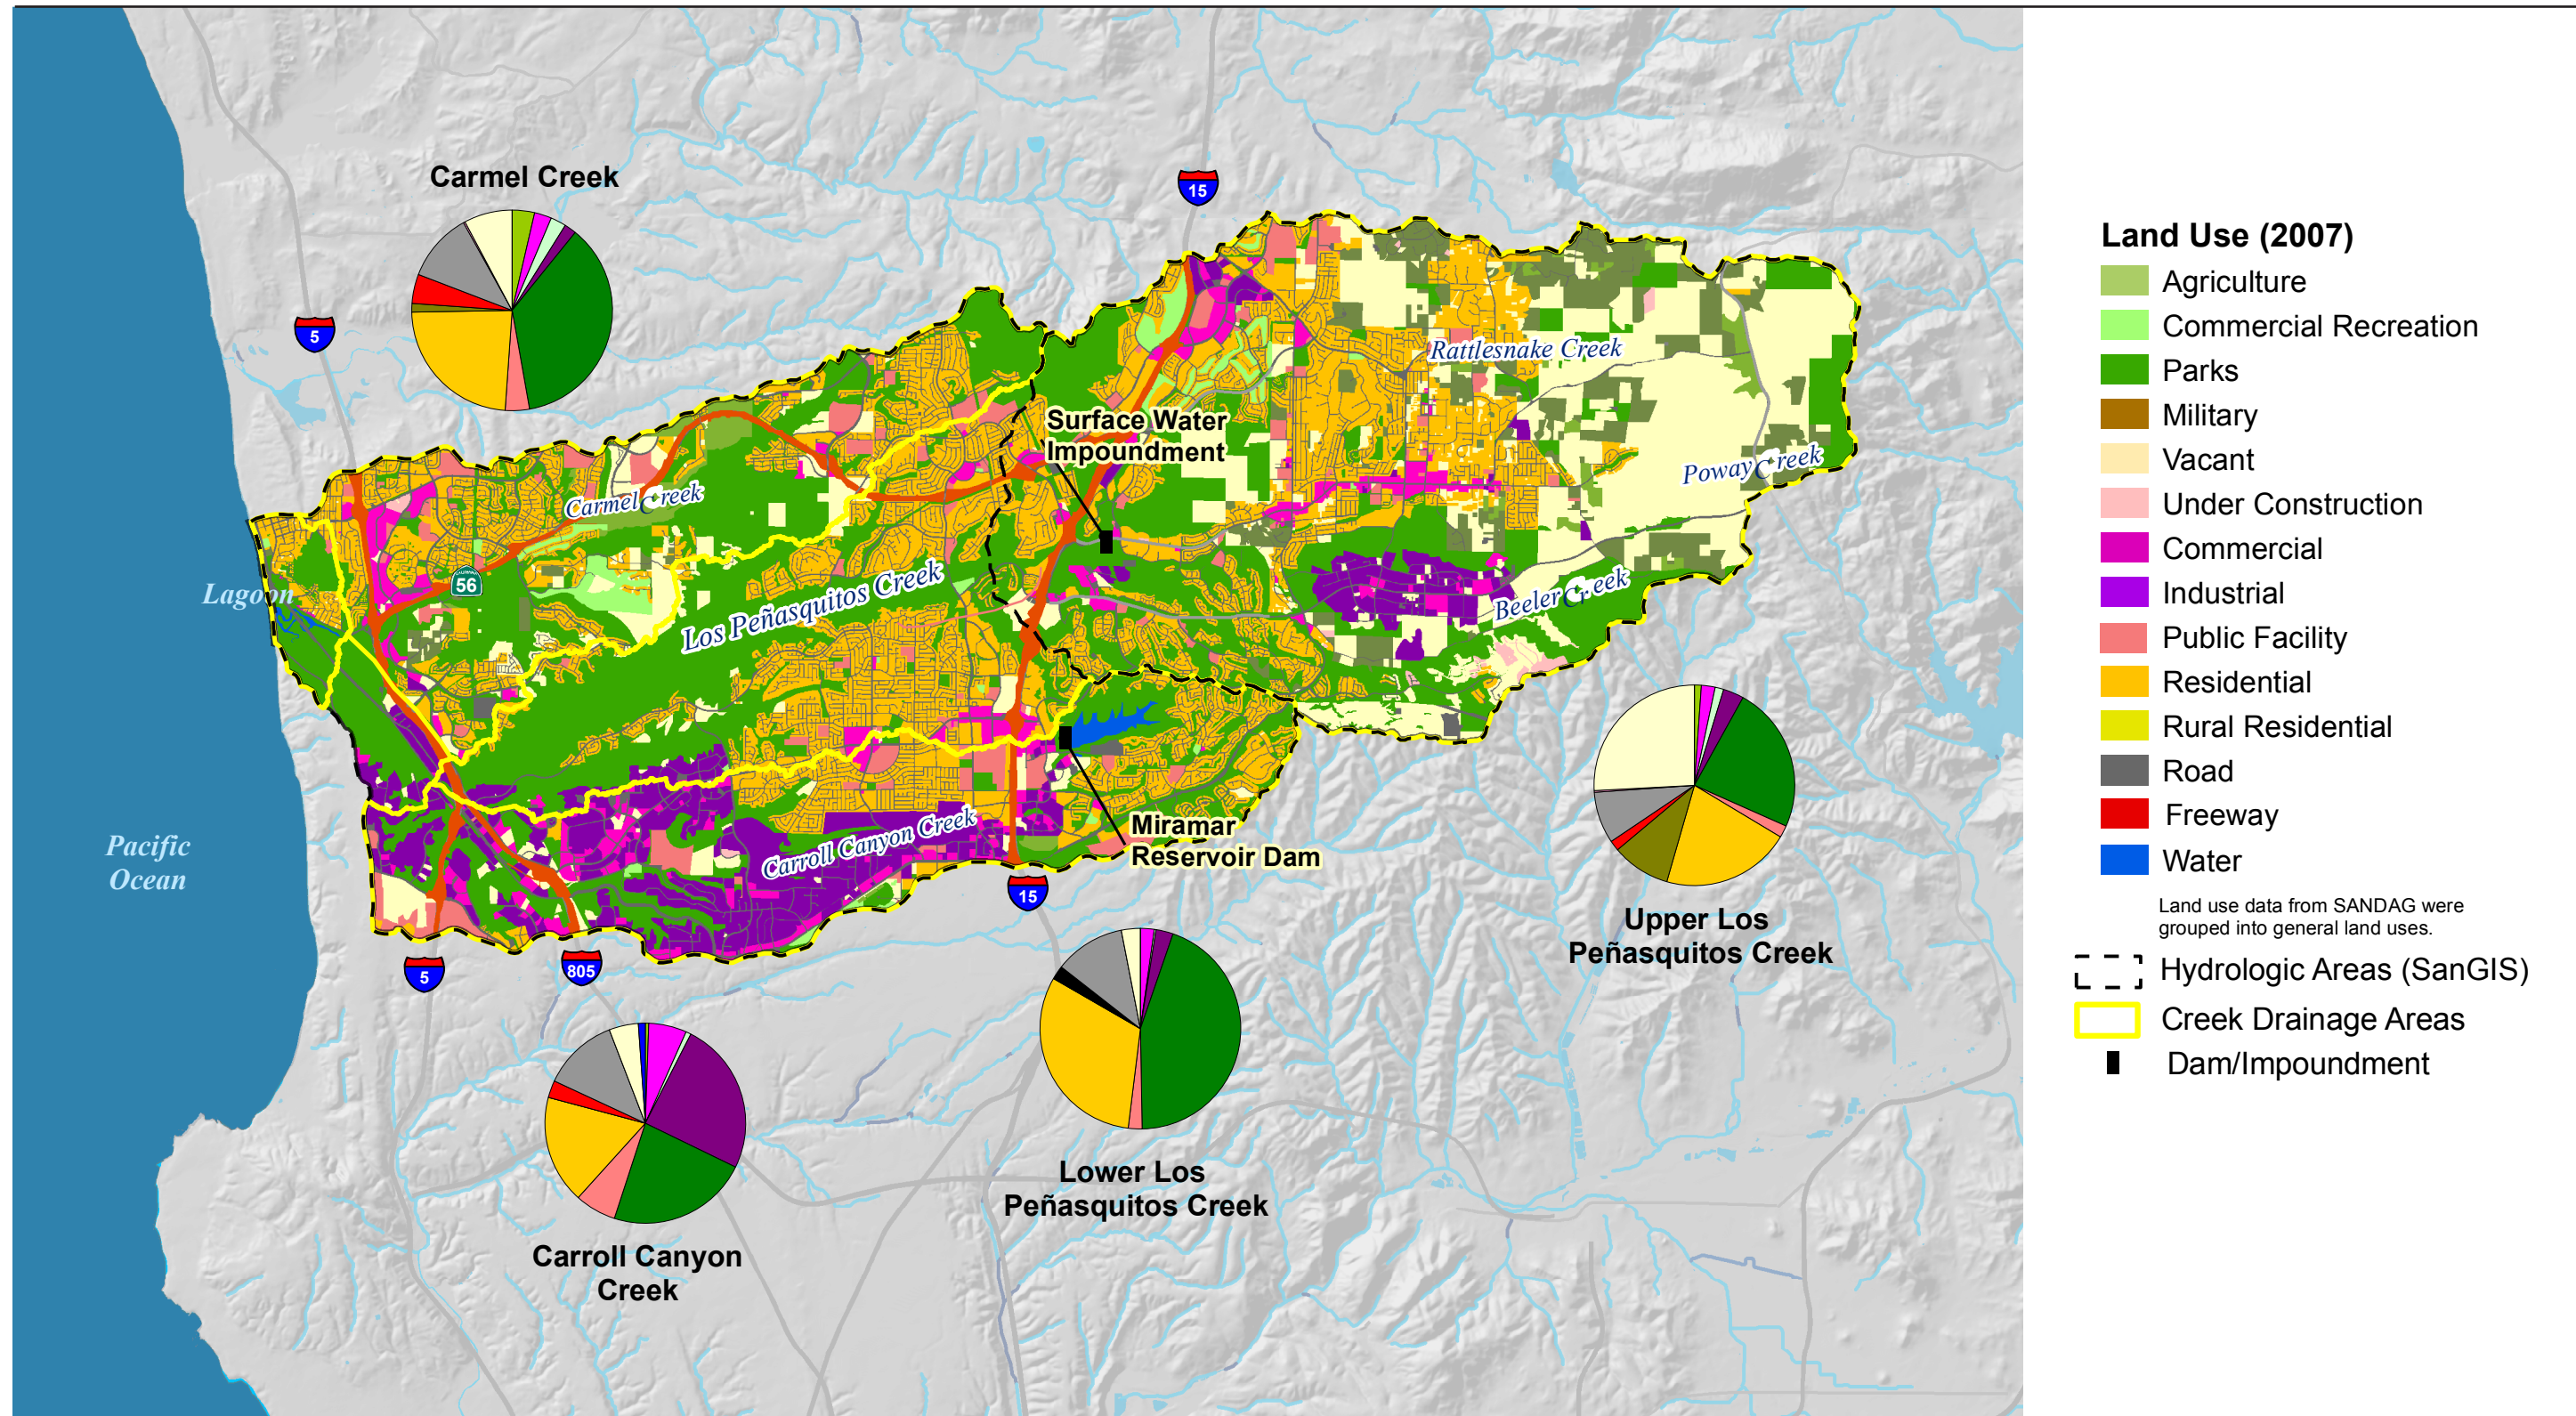 Carmel Creek
15
5
Rattlesnake Creek
Surface Water
Impoundment
Poway Creek
Carmel Creek
56
Lagoon
Los Peñasquitos Creek
Beeler Creek
Miramar
Reservoir Dam
Carroll Canyon Creek
Pacific
Ocean
15
5
805
Upper Los
Peñasquitos Creek
Lower Los
Peñasquitos Creek
Carroll Canyon
Creek
Land Use (2007)
Agriculture
Commercial Recreation
Parks
Military
Vacant
Under Construction
Commercial
Industrial
Public Facility
Residential
Rural Residential
Road
Freeway
Water
Land use data from SANDAG were
grouped into general land uses.
Hydrologic Areas (SanGIS)
Creek Drainage Areas
Dam/Impoundment